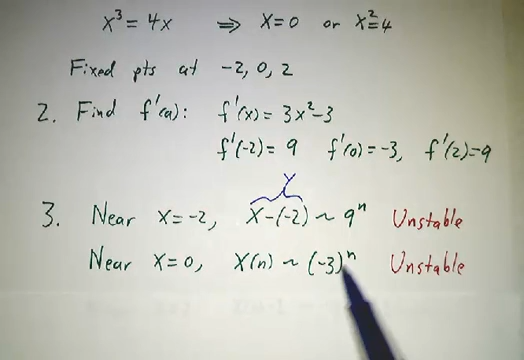 x³ = 4x ⇒ x=0 or x²=4
Fixed pts at -2, 0, 2
2. Find f'(a): f'(x) = 3x²-3
f'(-2) = 9 f'(0)=-3, f'(2)=9
y
3. Near x=-2, x-(-2) ~ 9ⁿ Unstable
Near x=0, x(n) ~ (-3)ⁿ Unstable